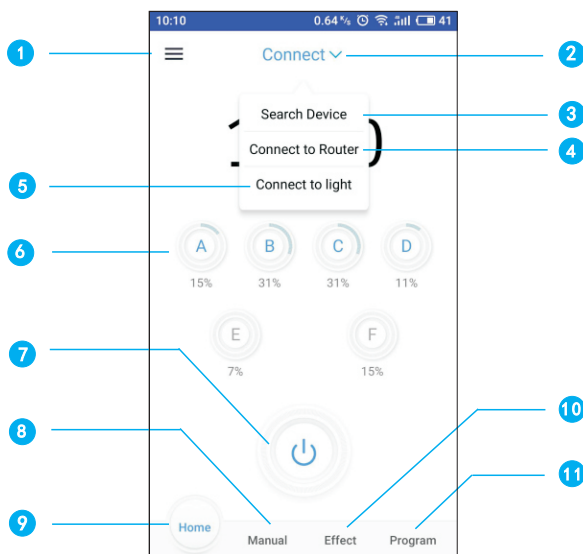 10:10 0.64 K/s 41
1 Connect 2
Search Device 3
Connect to Router 4
5 Connect to light
6 A B C D
15% 31% 31% 11%
E F
7% 15%
7
8 10
11
9 Home Manual Effect Program